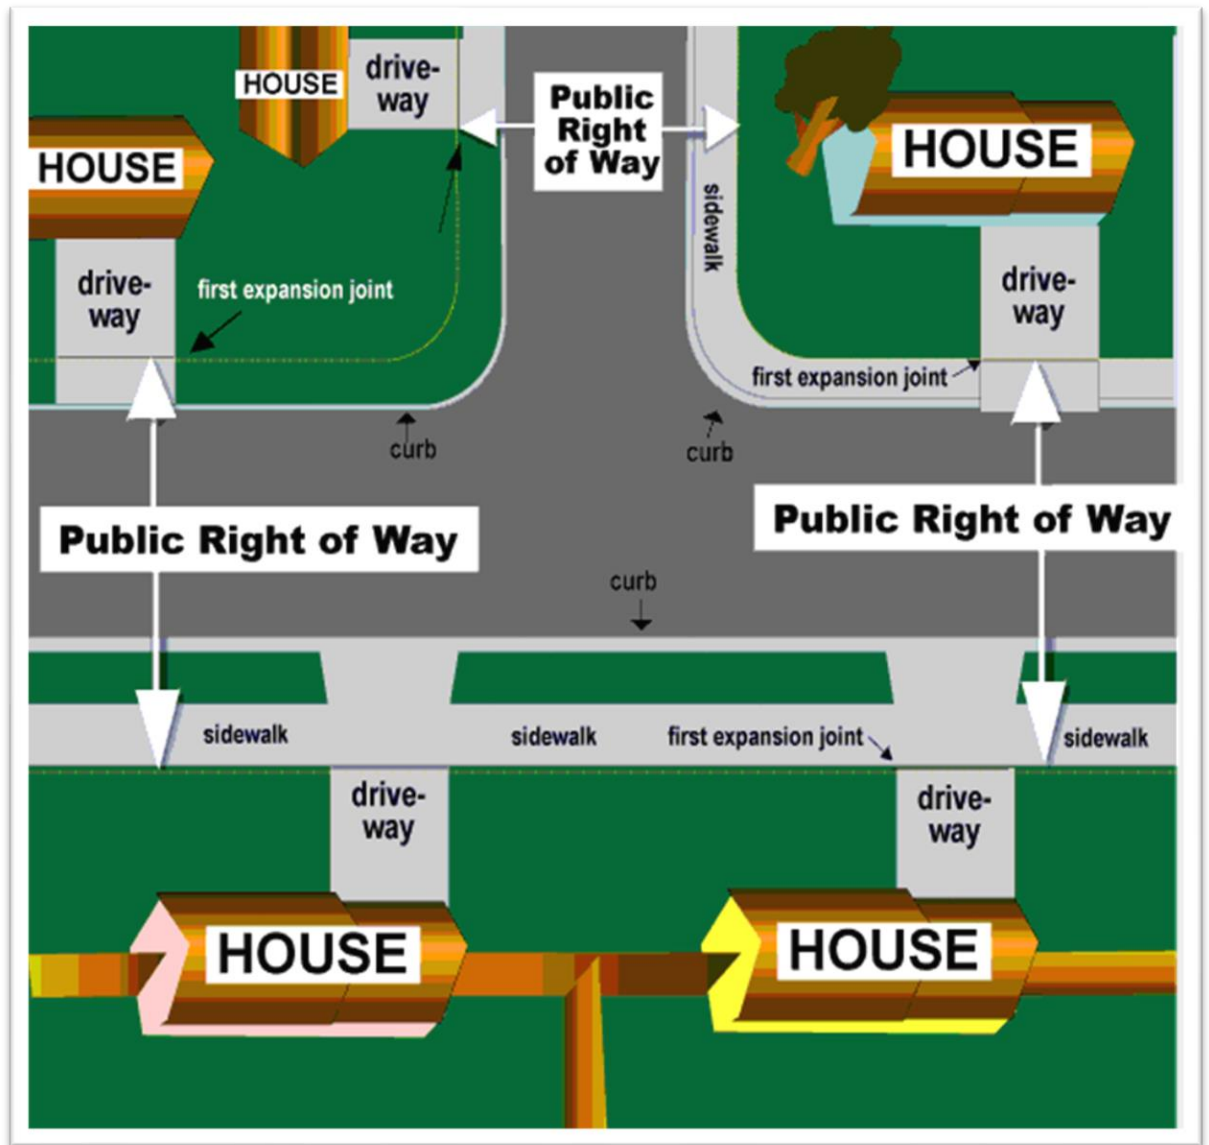 HOUSE
drive-
way
Public
Right
of Way
HOUSE
HOUSE
sidewalk
drive-
way
first expansion joint
drive-
way
first expansion joint
curb
curb
Public Right of Way
Public Right of Way
curb
sidewalk
sidewalk
first expansion joint
sidewalk
drive-
way
drive-
way
HOUSE
HOUSE